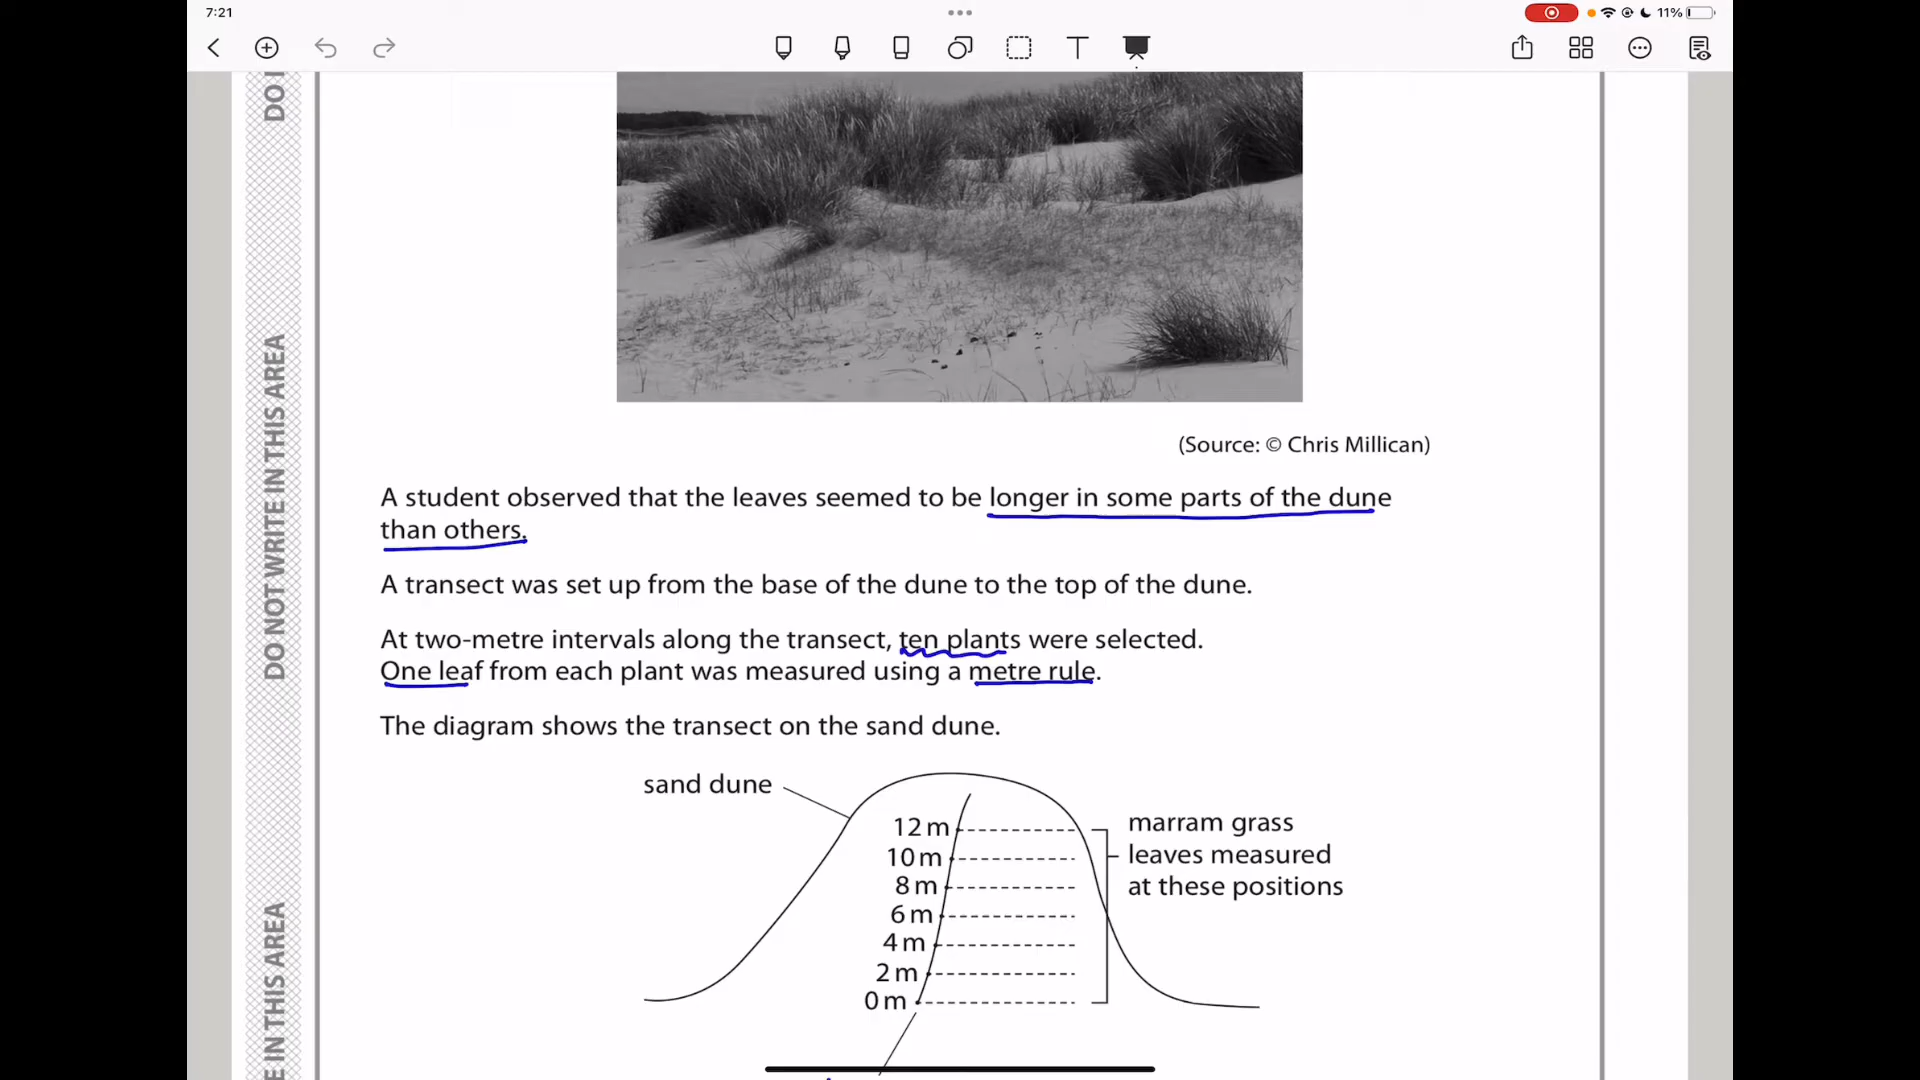 7:21
11%
DO
DO NOT WRITE IN THIS AREA
E IN THIS AREA
(Source: © Chris Millican)
A student observed that the leaves seemed to be longer in some parts of the dune
than others.
A transect was set up from the base of the dune to the top of the dune.
At two-metre intervals along the transect, ten plants were selected.
One leaf from each plant was measured using a metre rule.
The diagram shows the transect on the sand dune.
sand dune
12 m
10 m
8 m
6 m
4 m
2 m
0 m
marram grass
leaves measured
at these positions